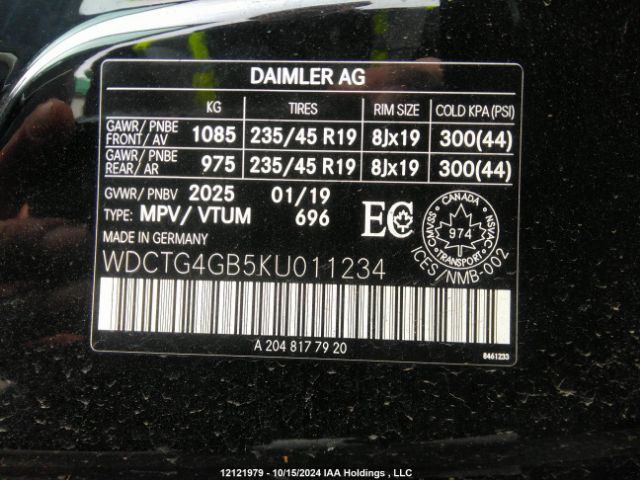 DAIMLER AG
KG TIRES RIM SIZE COLD KPA (PSI)
GAWR/ PNBE FRONT/ AV 1085 235/45 R19 8Jx19 300(44)
GAWR/ PNBE REAR/ AR 975 235/45 R19 8Jx19 300(44)
GVWR/ PNBV 2025 01/19
TYPE: MPV/ VTUM 696
EC
CANADA
CMVSS 974 NSVAC
TRANSPORT
ICES/NMB-002
MADE IN GERMANY
WDCTG4GB5KU011234
A 204 817 79 20
8461233
12121979 - 10/15/2024 IAA Holdings , LLC